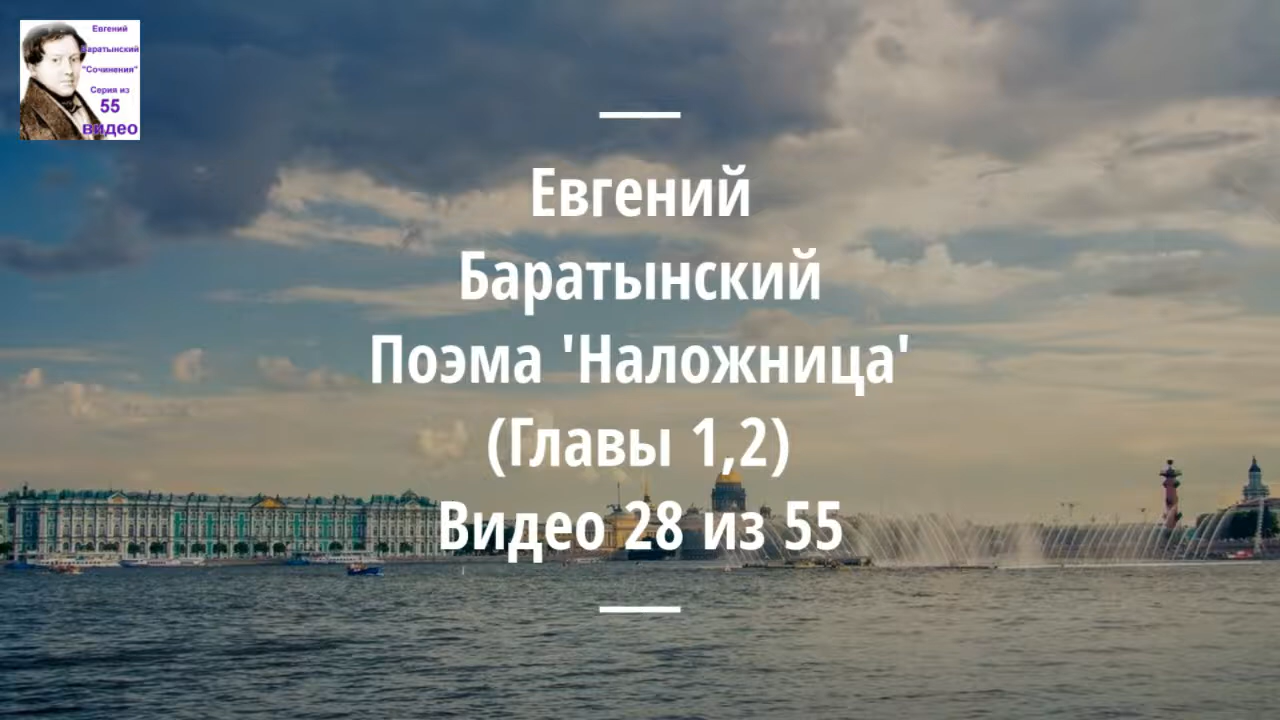 Евгений
Баратынский
"Сочинения"
Серия из
55
видео
Евгений
Баратынский
Поэма 'Наложница'
(Главы 1,2)
Видео 28 из 55